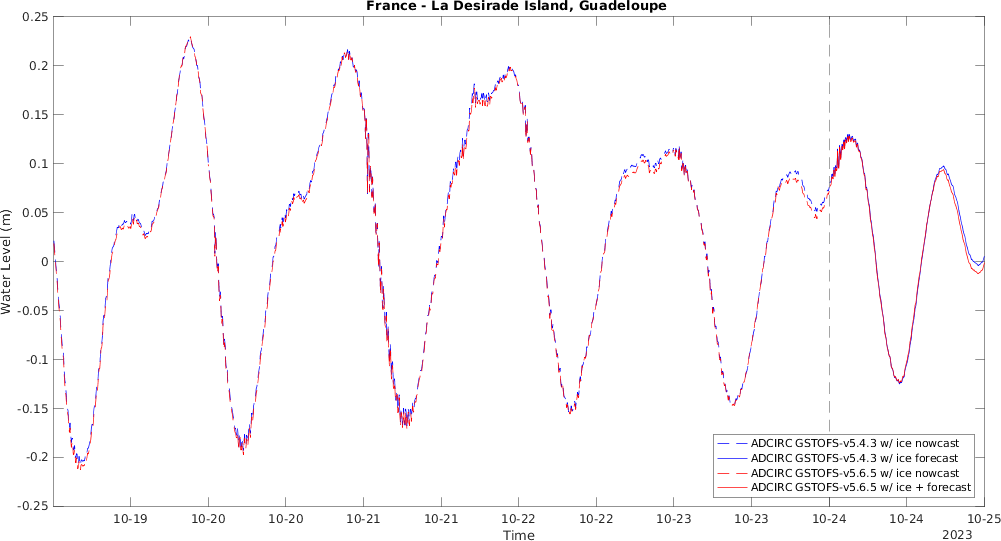 France - La Desirade Island, Guadeloupe
0.25
0.2
0.15
0.1
0.05
0
-0.05
-0.1
-0.15
-0.2
-0.25
Water Level (m)
ADCIRC GSTOFS-v5.4.3 w/ ice nowcast
ADCIRC GSTOFS-v5.4.3 w/ ice forecast
ADCIRC GSTOFS-v5.6.5 w/ ice nowcast
ADCIRC GSTOFS-v5.6.5 w/ ice + forecast
10-19 10-20 10-20 10-21 10-21 10-22 10-22 10-23 10-23 10-24 10-24 10-25
Time
2023